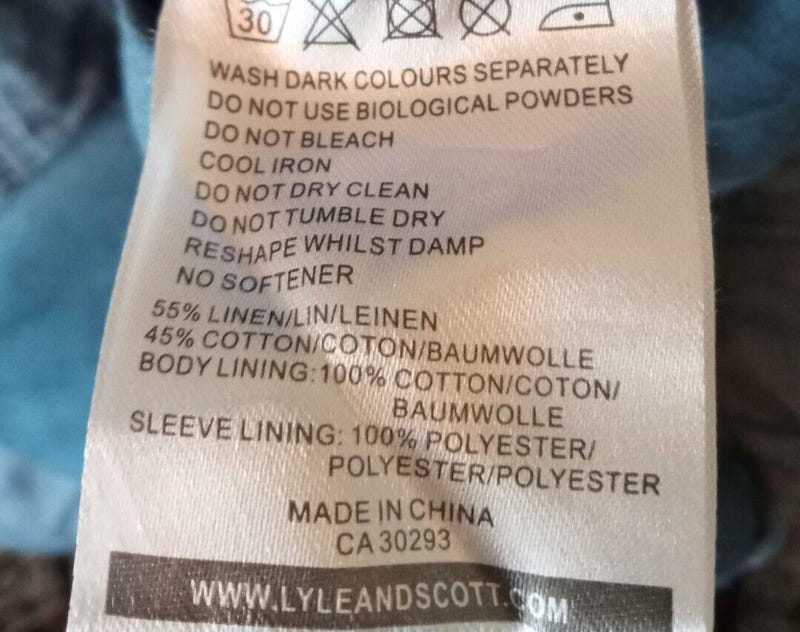 30
WASH DARK COLOURS SEPARATELY
DO NOT USE BIOLOGICAL POWDERS
DO NOT BLEACH
COOL IRON
DO NOT DRY CLEAN
DO NOT TUMBLE DRY
RESHAPE WHILST DAMP
NO SOFTENER
55% LINEN/LIN/LEINEN
45% COTTON/COTON/BAUMWOLLE
BODY LINING:100% COTTON/COTON/
BAUMWOLLE
SLEEVE LINING: 100% POLYESTER/
POLYESTER/POLYESTER
MADE IN CHINA
CA 30293
WWW.LYLEANDSCOTT.COM